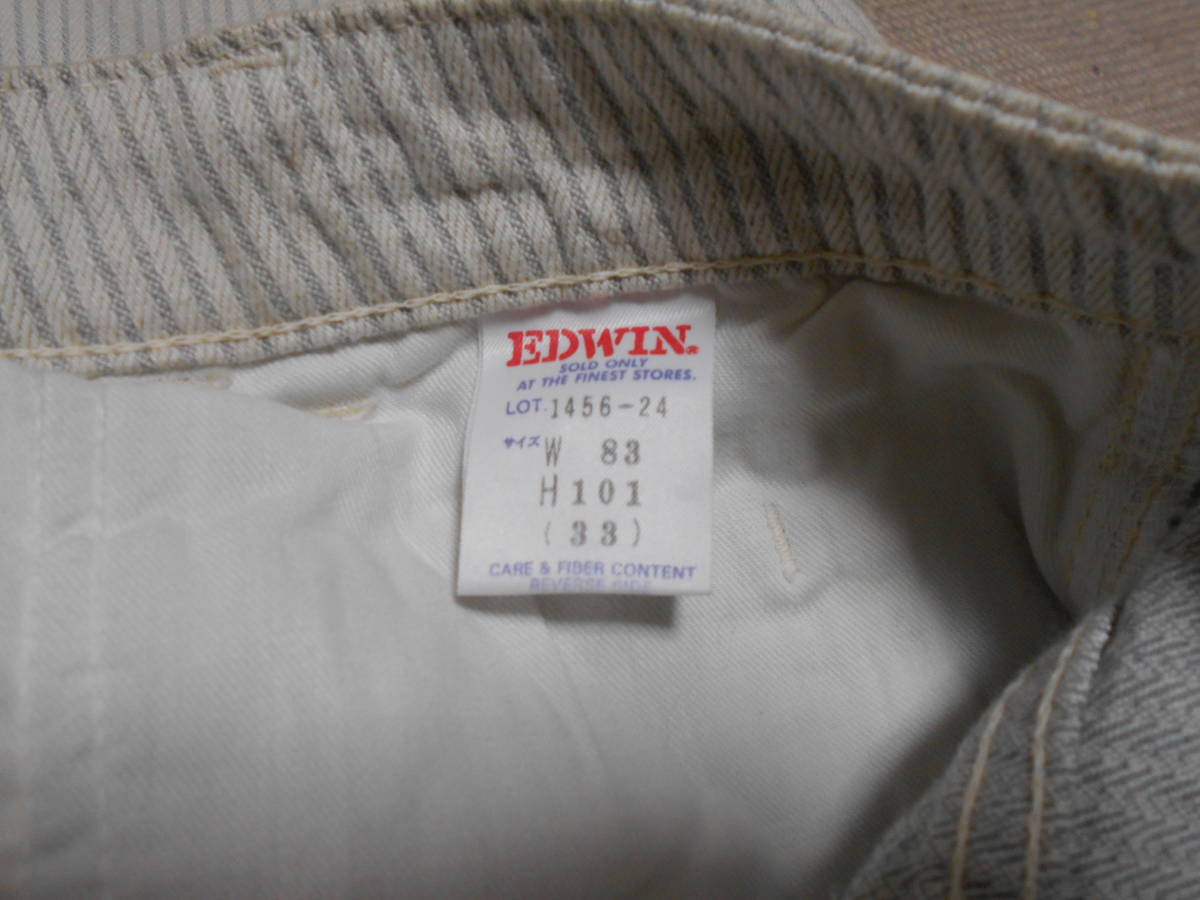 EDWIN®
SOLD ONLY
AT THE FINEST STORES.
LOT. 1456-24
サイズ W 83
H 101
(33)
CARE & FIBER CONTENT
REVERSE SIDE